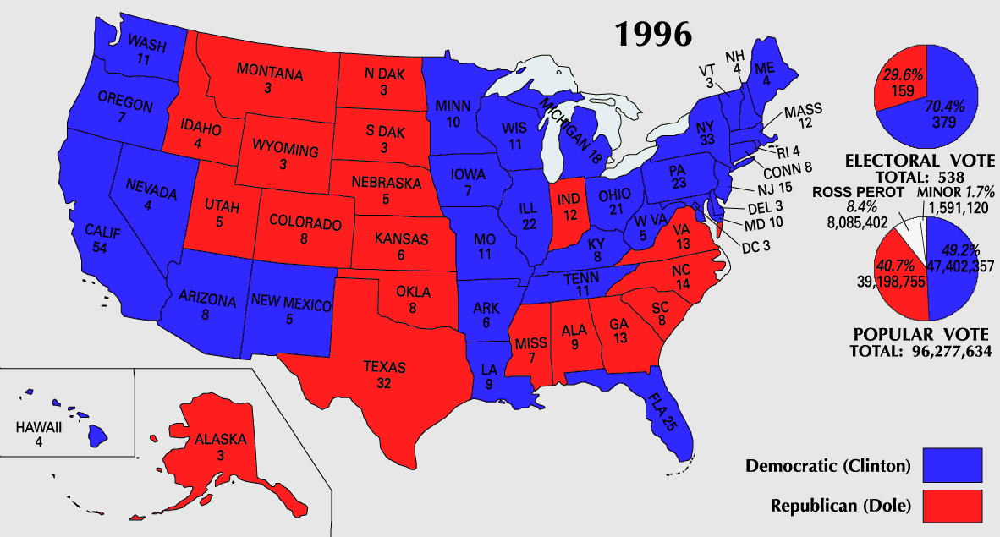 1996
WASH
11
OREGON
7
CALIF
54
NEVADA
4
IDAHO
4
MONTANA
3
WYOMING
3
UTAH
5
COLORADO
8
ARIZONA
8
NEW MEXICO
5
N DAK
3
S DAK
3
NEBRASKA
5
KANSAS
6
OKLA
8
TEXAS
32
MINN
10
IOWA
7
MO
11
ARK
6
LA
9
WIS
11
ILL
22
MICHIGAN 18
IND
12
OHIO
21
KY
8
TENN
11
MISS
7
ALA
9
GA
13
FLA 25
SC
8
NC
14
VA
13
W VA
5
PA
23
NY
33
VT
3
NH
4
ME
4
MASS
12
RI 4
CONN 8
NJ 15
DEL 3
MD 10
DC 3
HAWAII
4
ALASKA
3
29.6%
159
70.4%
379
ELECTORAL VOTE
TOTAL: 538
ROSS PEROT
8.4%
8,085,402
MINOR 1.7%
1,591,120
49.2%
47,402,357
40.7%
39,198,755
POPULAR VOTE
TOTAL: 96,277,634
Democratic (Clinton)
Republican (Dole)